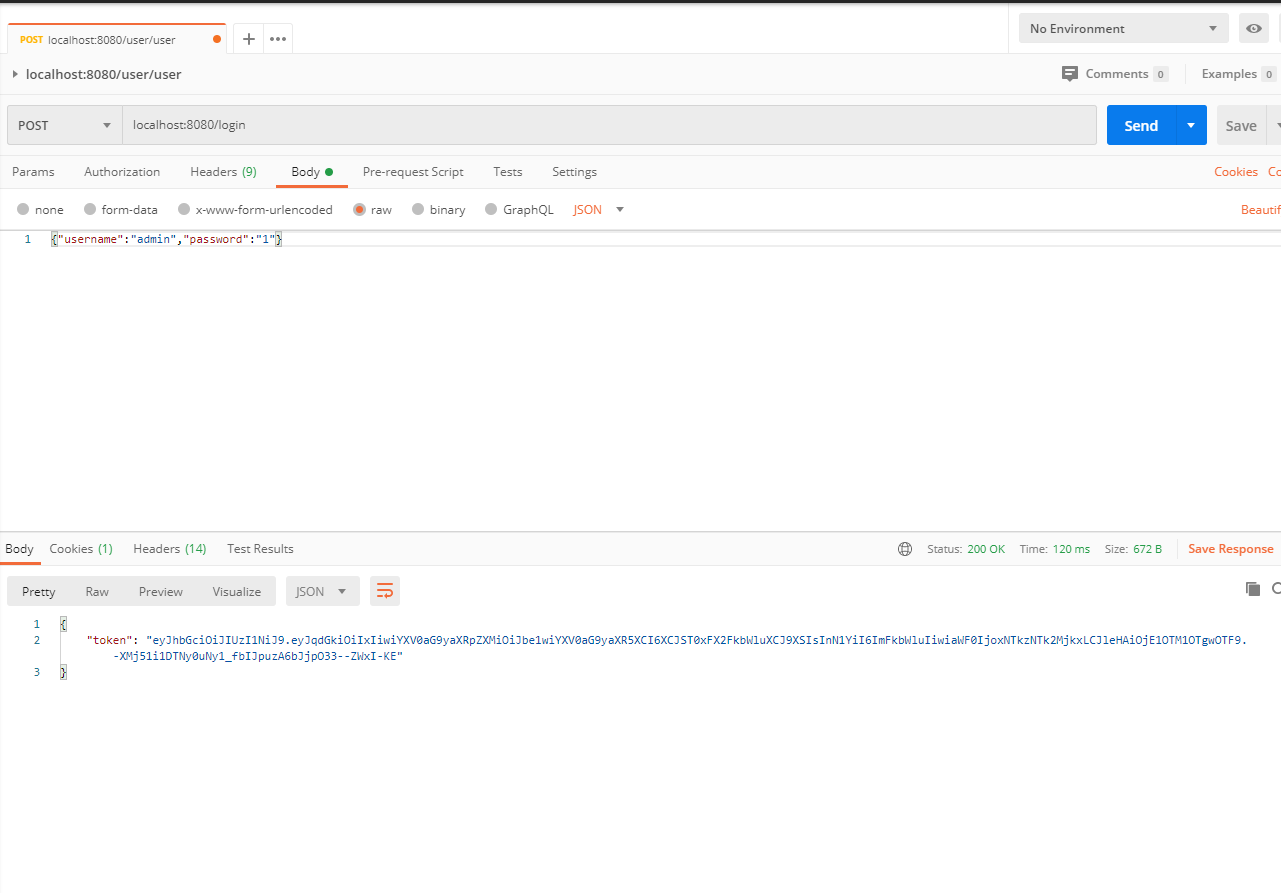 POST localhost:8080/user/user
No Environment
localhost:8080/user/user
Comments 0 Examples 0
POST localhost:8080/login Send Save
Params Authorization Headers (9) Body Pre-request Script Tests Settings Cookies Co
none form-data x-www-form-urlencoded raw binary GraphQL JSON Beautif
1 {"username":"admin","password":"1"}
Body Cookies (1) Headers (14) Test Results Status: 200 OK Time: 120 ms Size: 672 B Save Response
Pretty Raw Preview Visualize JSON
1 {
2 "token": "eyJhbGciOiJIUzI1NiJ9.eyJqdGkiOiIxIiwiYXV0aG9yaXRpZXMiOiJbe1wiYXV0aG9yaXR5XCI6XCJST0xFX2FkbWluXCJ9XSIsInN1YiI6ImFkbWluIiwiaWF0IjoxNTkzNTk2MjkxLCJleHAiOjE1OTM1OTgwOTF9.
-XMj51i1DTNy0uNy1_fbIJpuzA6bJjpO33--ZWxI-KE"
3 }